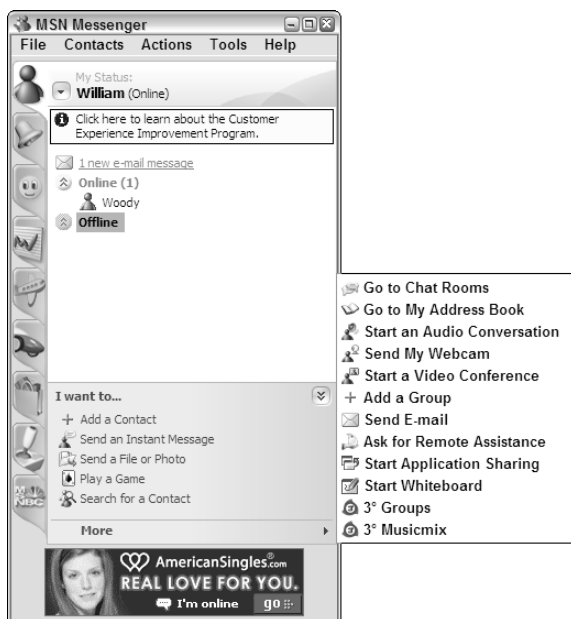 MSN Messenger
File Contacts Actions Tools Help
My Status:
William (Online)
Click here to learn about the Customer
Experience Improvement Program.
1 new e-mail message
Online (1)
Woody
Offline
I want to...
Add a Contact
Send an Instant Message
Send a File or Photo
Play a Game
Search for a Contact
More
Go to Chat Rooms
Go to My Address Book
Start an Audio Conversation
Send My Webcam
Start a Video Conference
Add a Group
Send E-mail
Ask for Remote Assistance
Start Application Sharing
Start Whiteboard
3° Groups
3° Musicmix
AmericanSingles.com
REAL LOVE FOR YOU.
I'm online go